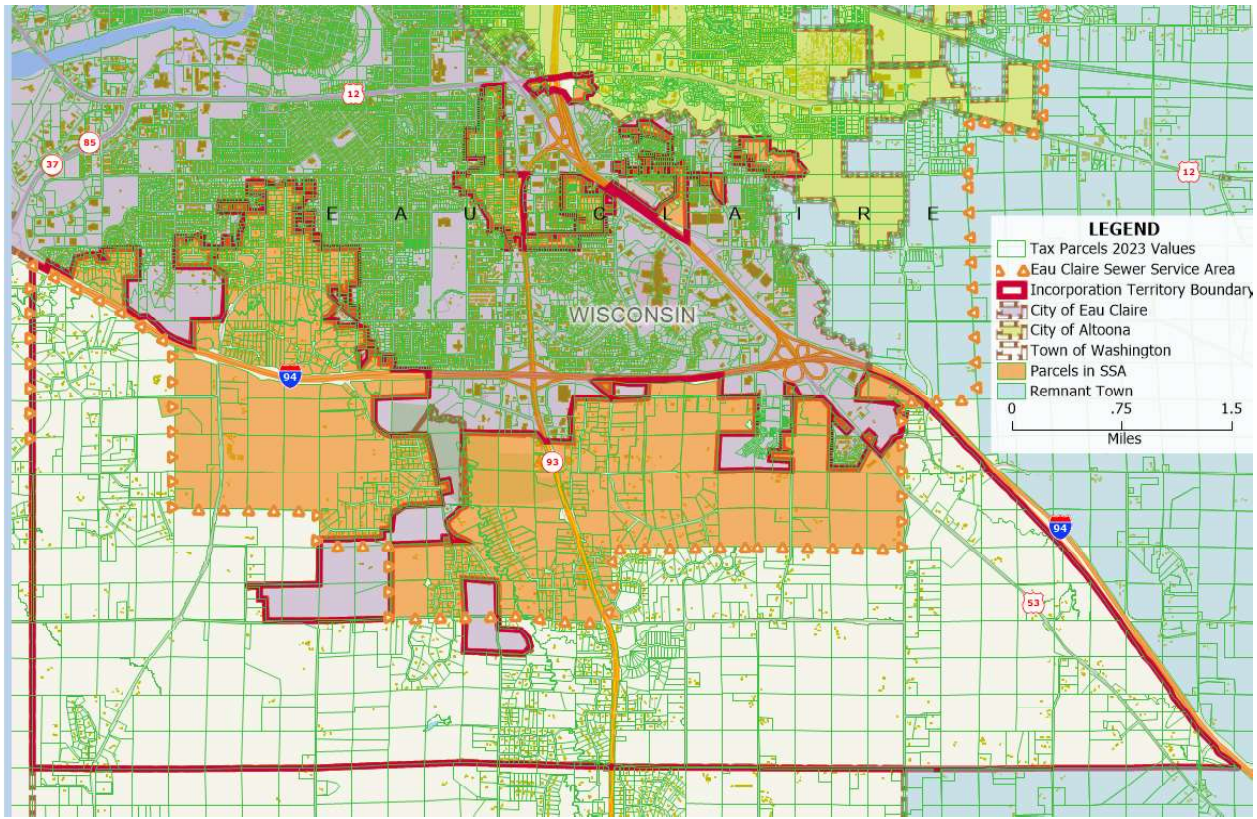 12
85
37
12
E A U C L A I R E
WISCONSIN
94
93
94
53
LEGEND
Tax Parcels 2023 Values
Eau Claire Sewer Service Area
Incorporation Territory Boundary
City of Eau Claire
City of Altoona
Town of Washington
Parcels in SSA
Remnant Town
0 .75 1.5
Miles